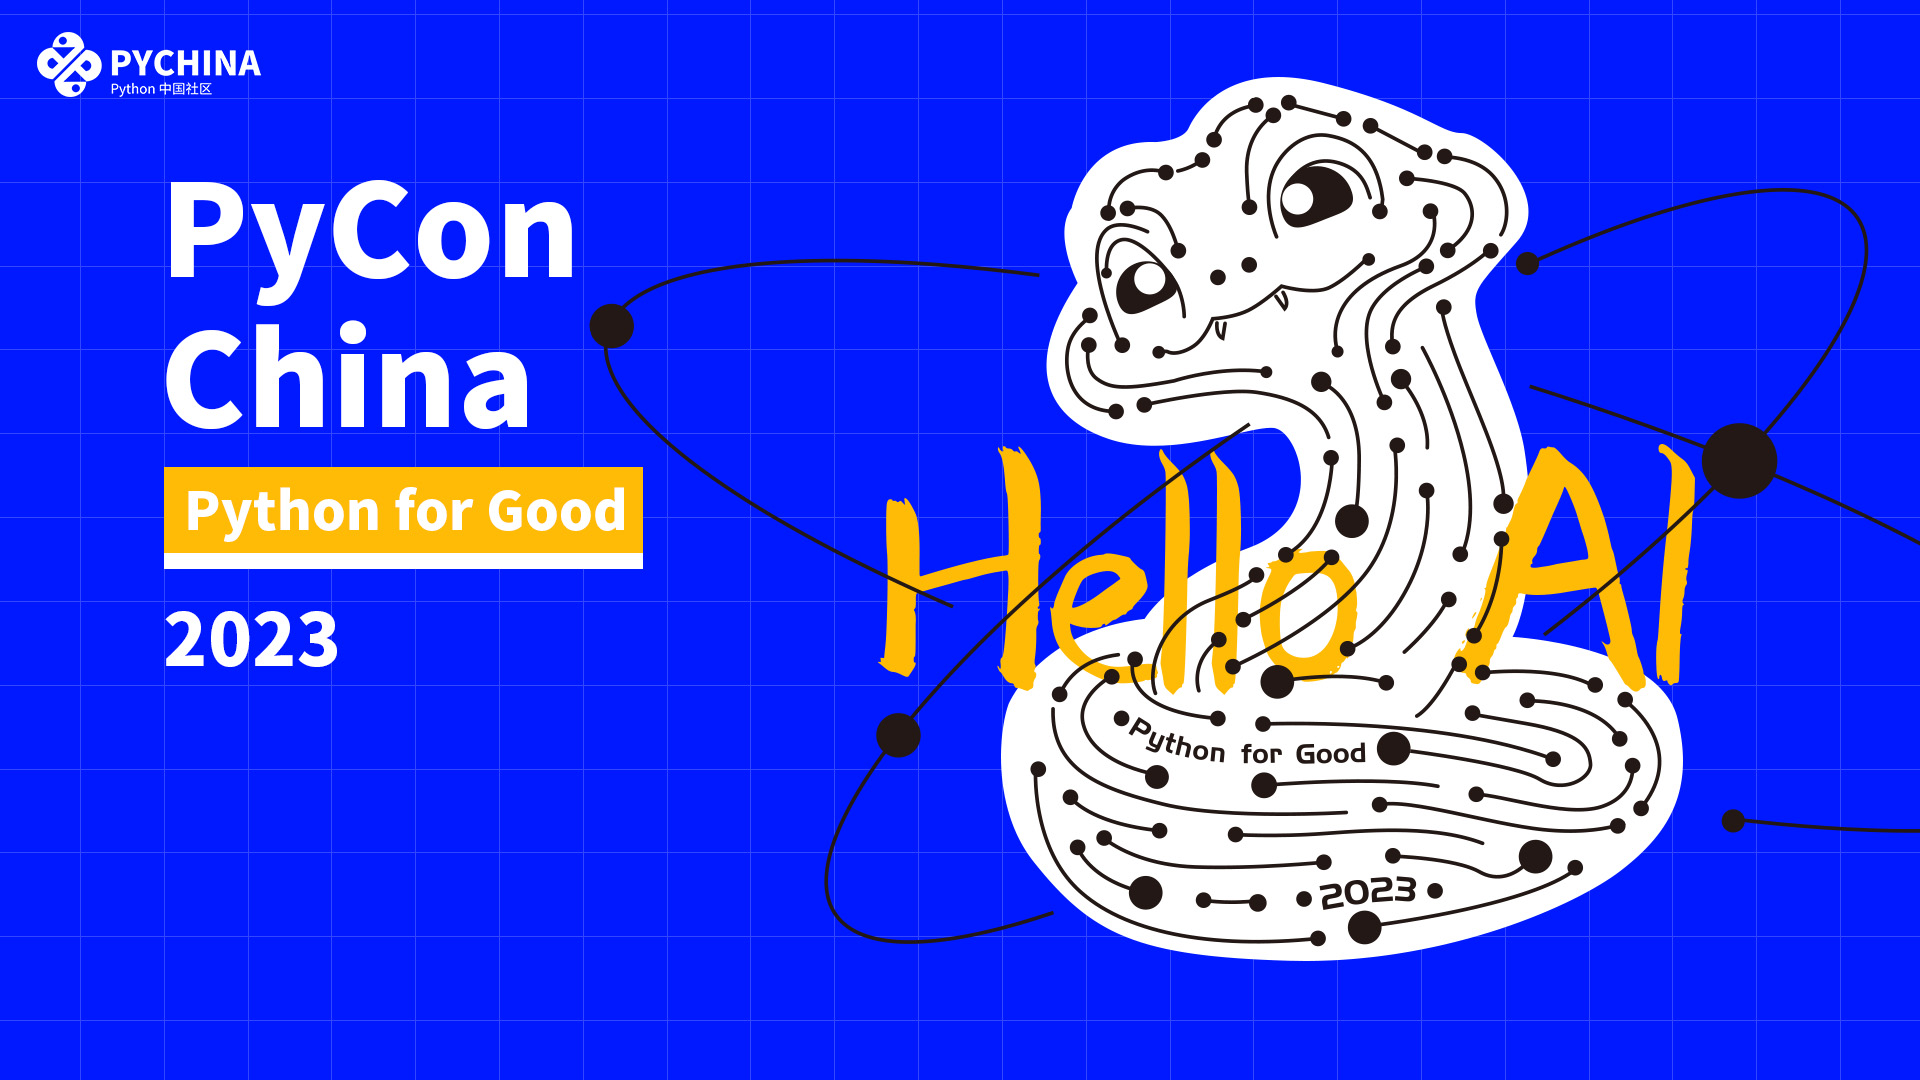 PYCHINA
Python 中国社区
PyCon
China
Python for Good
2023
Hello AI
Python for Good
2023